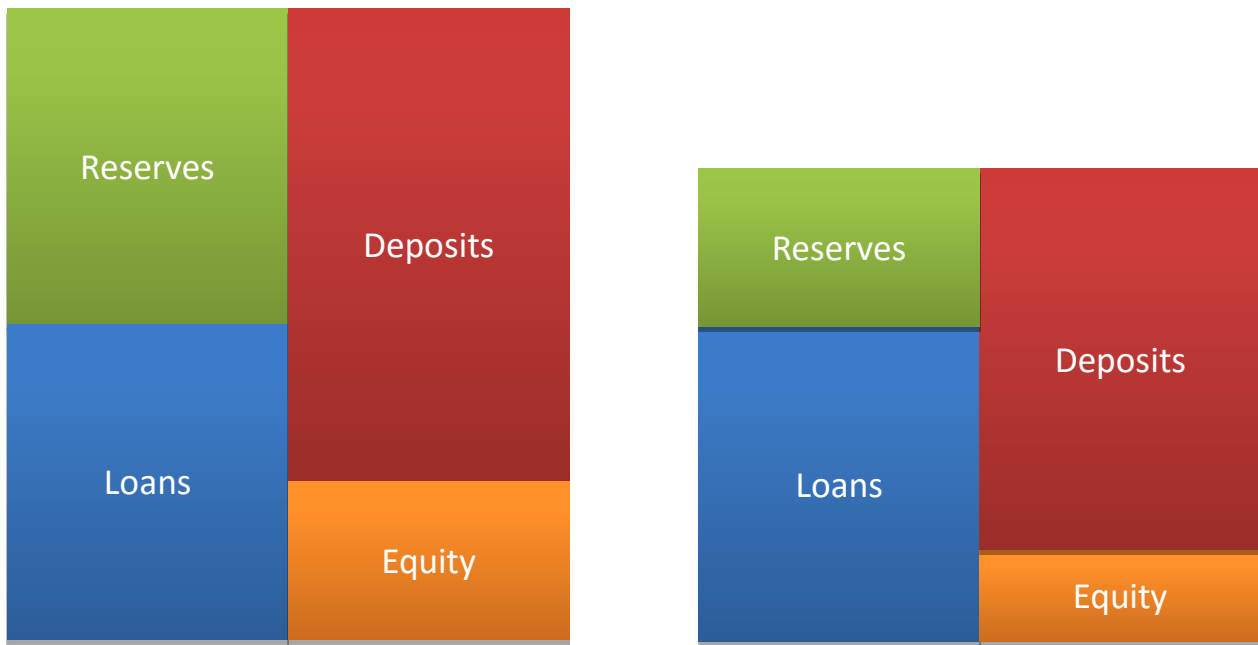 Reserves
Deposits
Loans
Equity
Reserves
Deposits
Loans
Equity